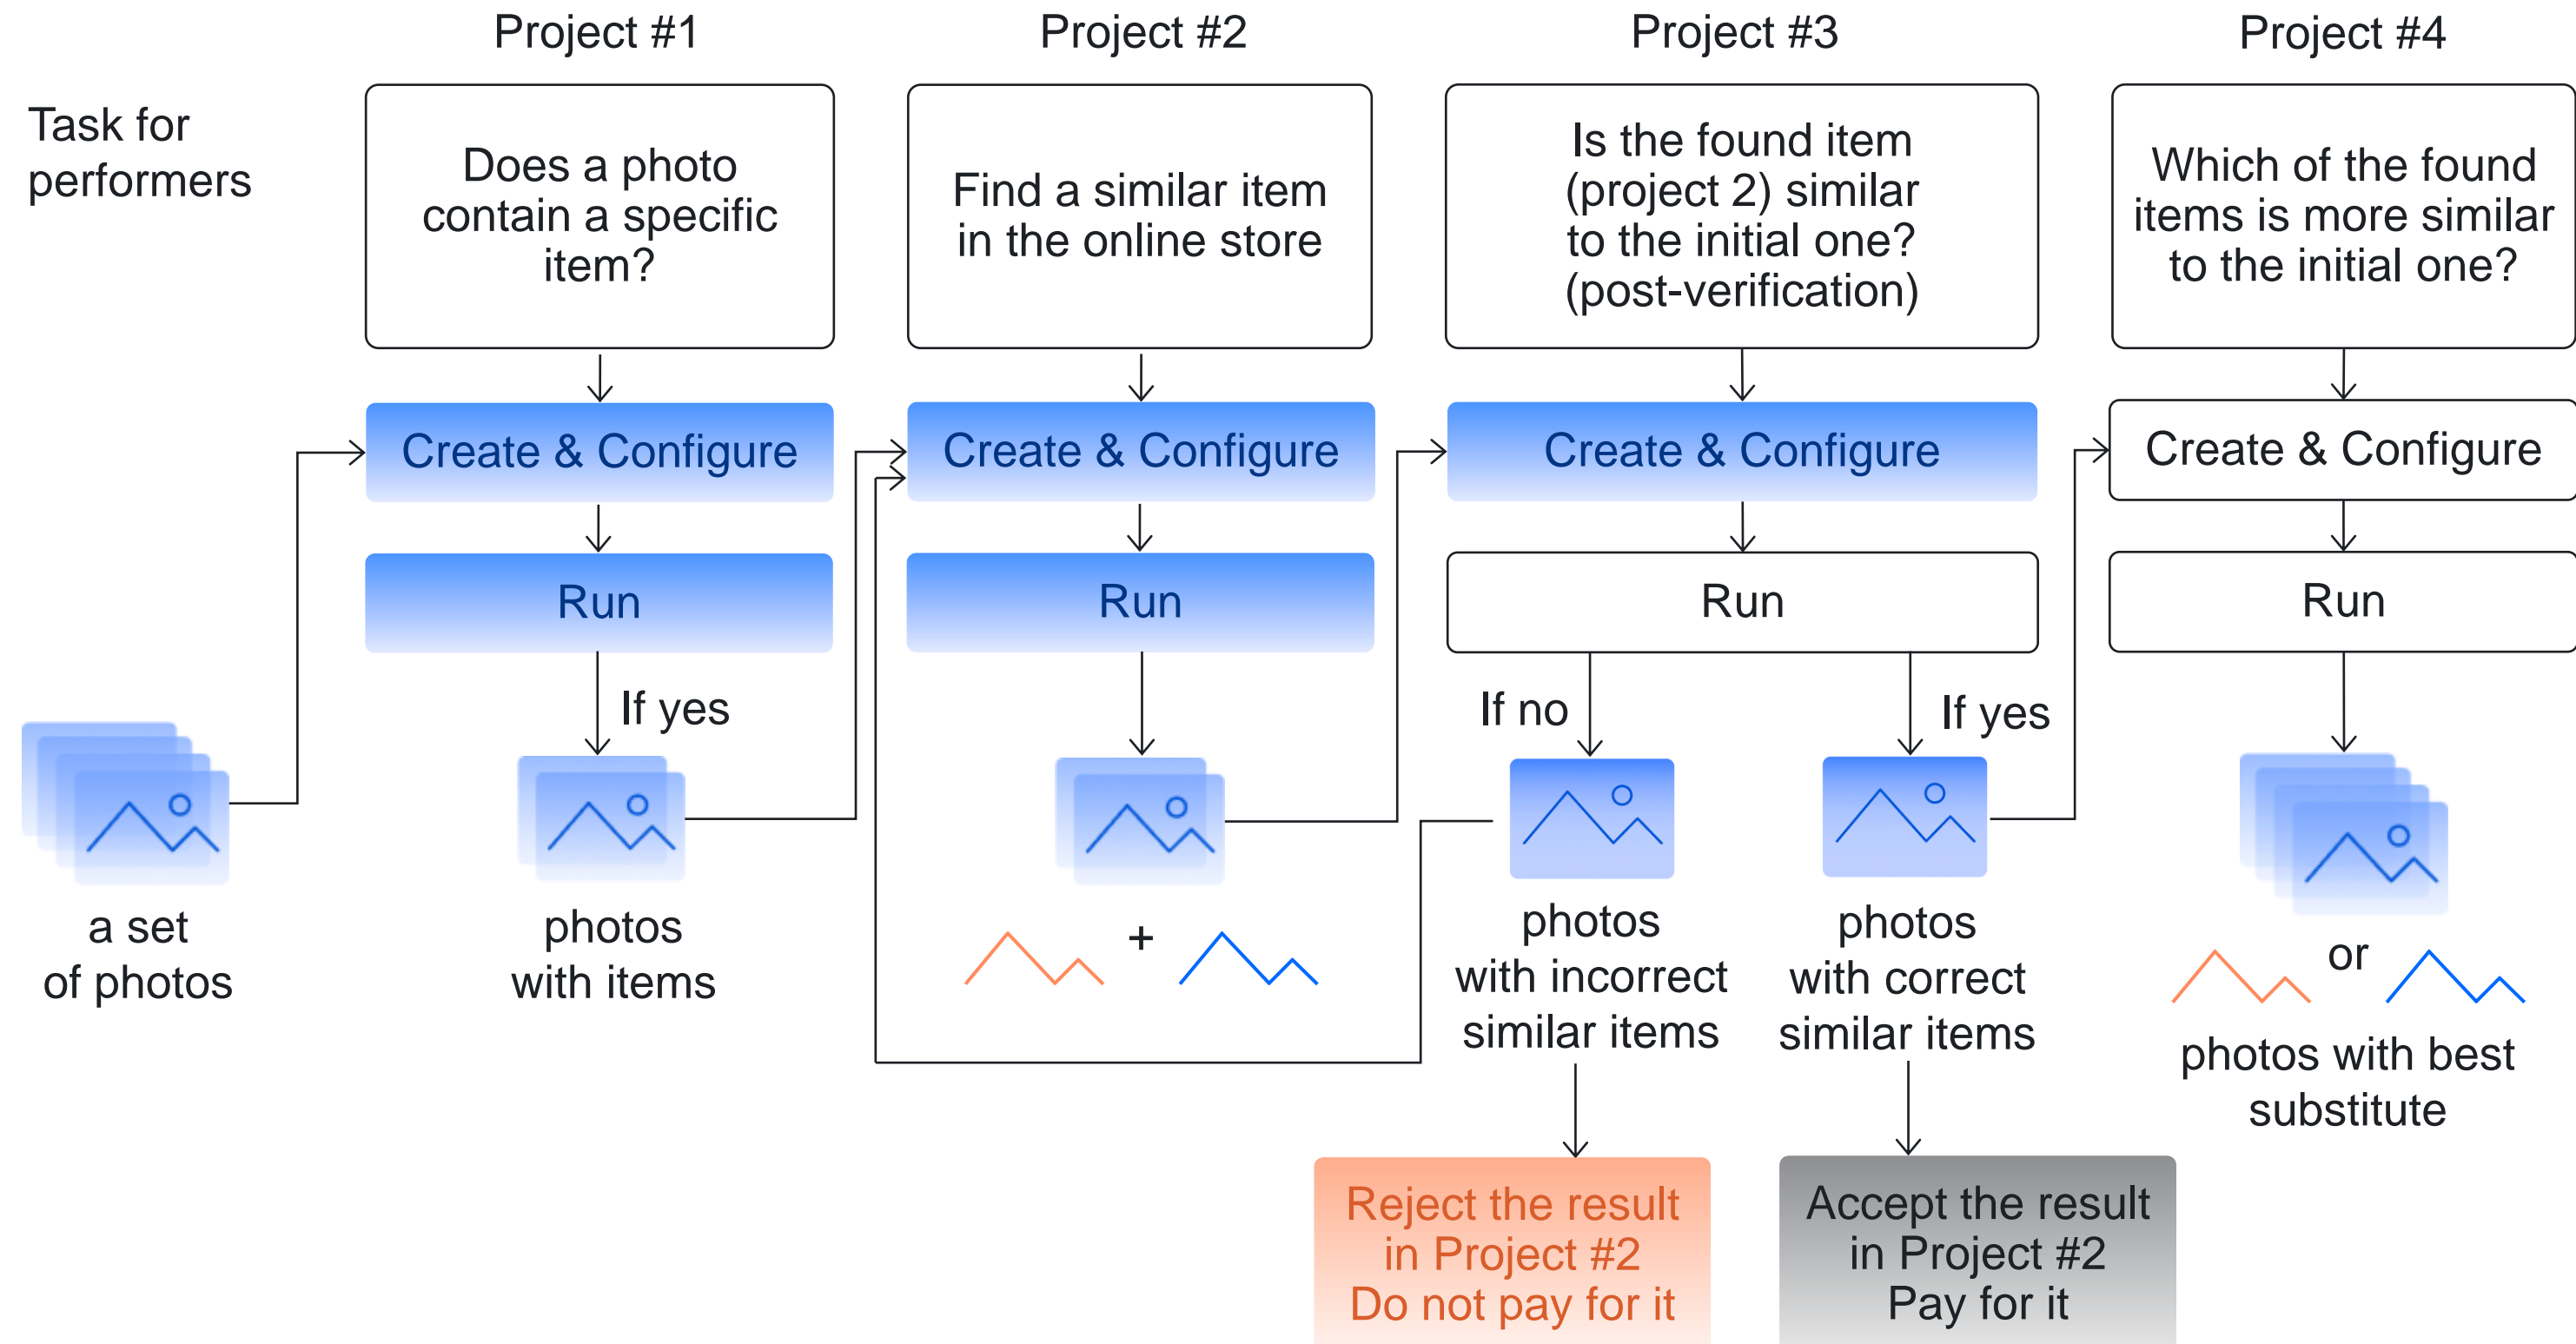 Project #1
Project #2
Project #3
Project #4
Task for
performers
Does a photo
contain a specific
item?
Find a similar item
in the online store
Is the found item
(project 2) similar
to the initial one?
(post-verification)
Which of the found
items is more similar
to the initial one?
Create & Configure
Create & Configure
Create & Configure
Create & Configure
Run
Run
Run
Run
If yes
If no
If yes
a set
of photos
photos
with items
+
photos
with incorrect
similar items
photos
with correct
similar items
or
photos with best
substitute
Reject the result
in Project #2
Do not pay for it
Accept the result
in Project #2
Pay for it